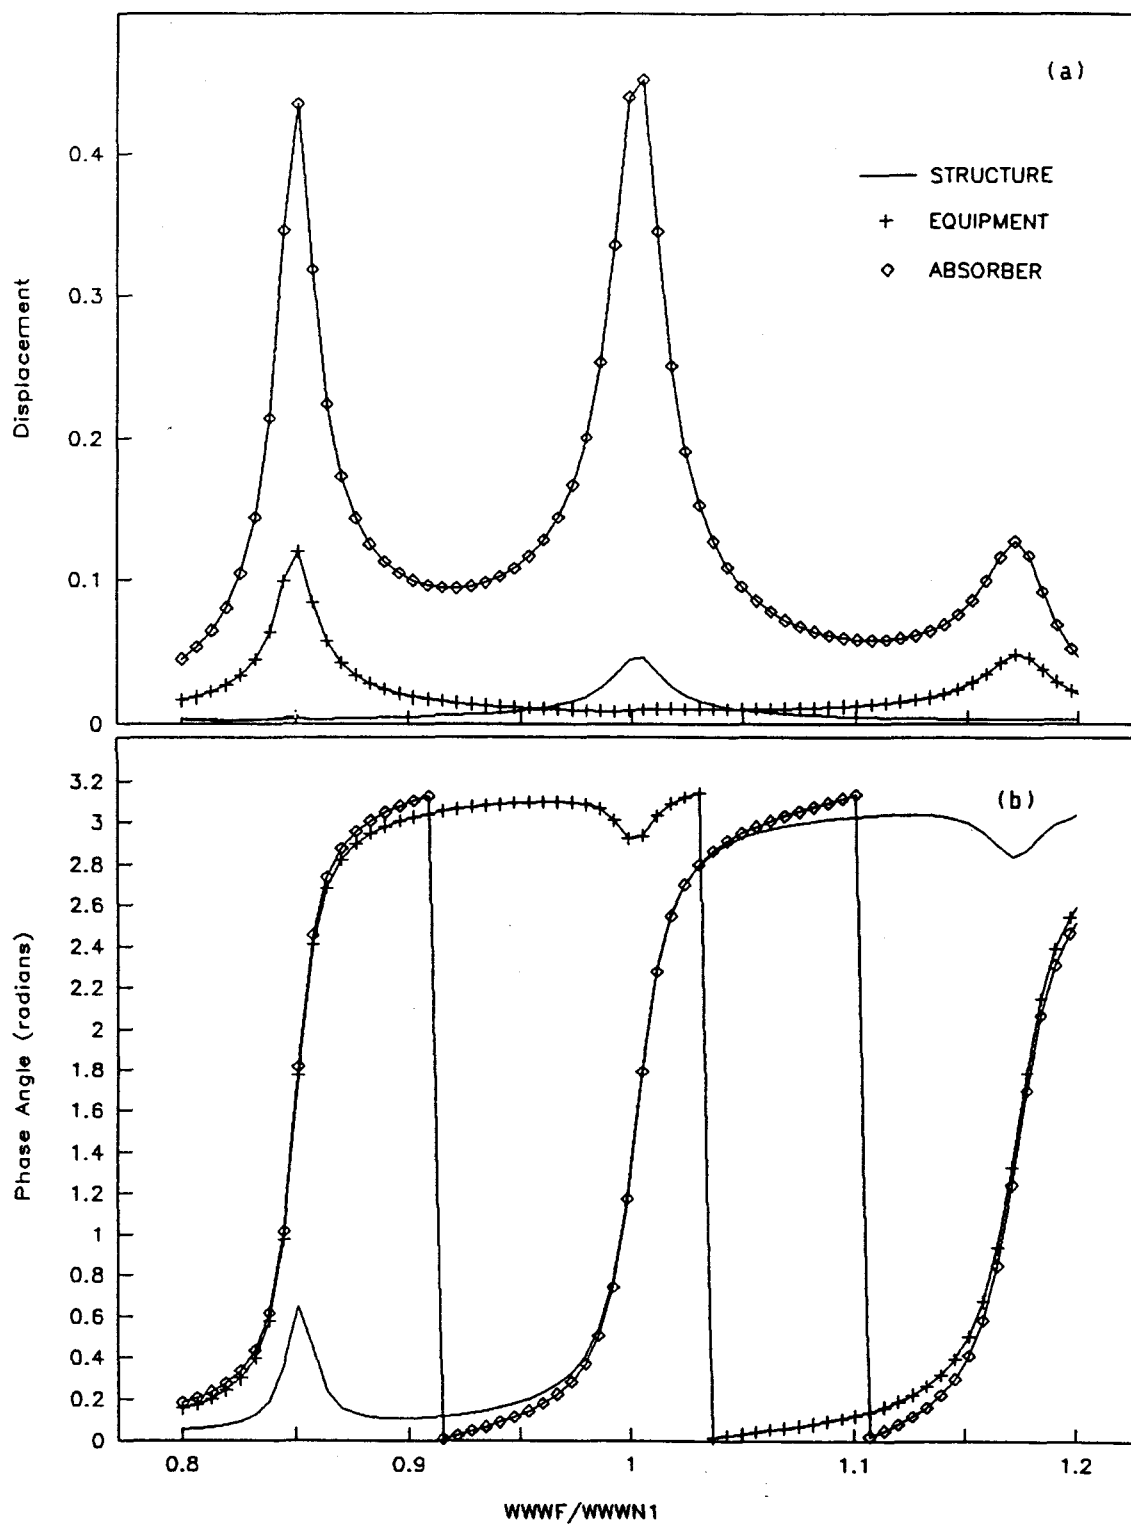 (a)
STRUCTURE
EQUIPMENT
ABSORBER
Displacement
0.4
0.3
0.2
0.1
0
(b)
Phase Angle (radians)
3.2
3
2.8
2.6
2.4
2.2
2
1.8
1.6
1.4
1.2
1
0.8
0.6
0.4
0.2
0
0.8 0.9 1 1.1 1.2
WWWF/WWWN1